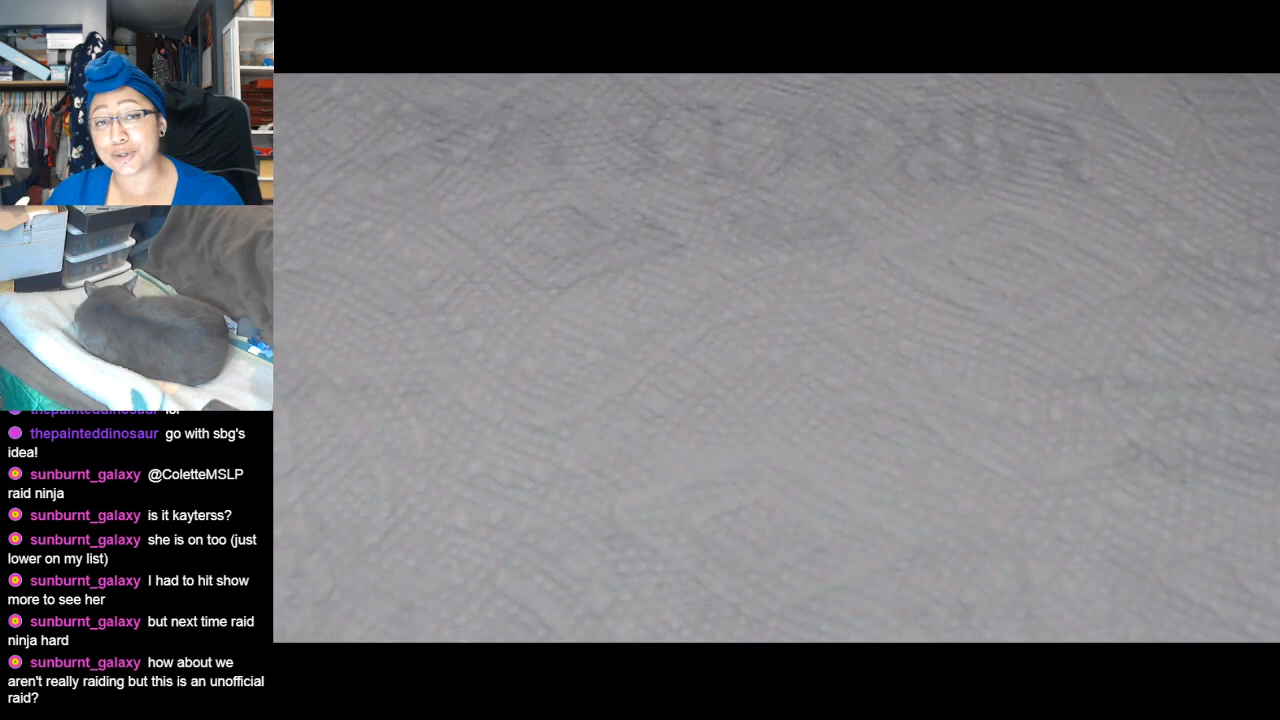 thepainteddinosaur lol
thepainteddinosaur go with sbg's
idea!
sunburnt_galaxy @ColetteMSLP
raid ninja
sunburnt_galaxy is it kayterss?
sunburnt_galaxy she is on too (just
lower on my list)
sunburnt_galaxy I had to hit show
more to see her
sunburnt_galaxy but next time raid
ninja hard
sunburnt_galaxy how about we
aren't really raiding but this is an unofficial
raid?